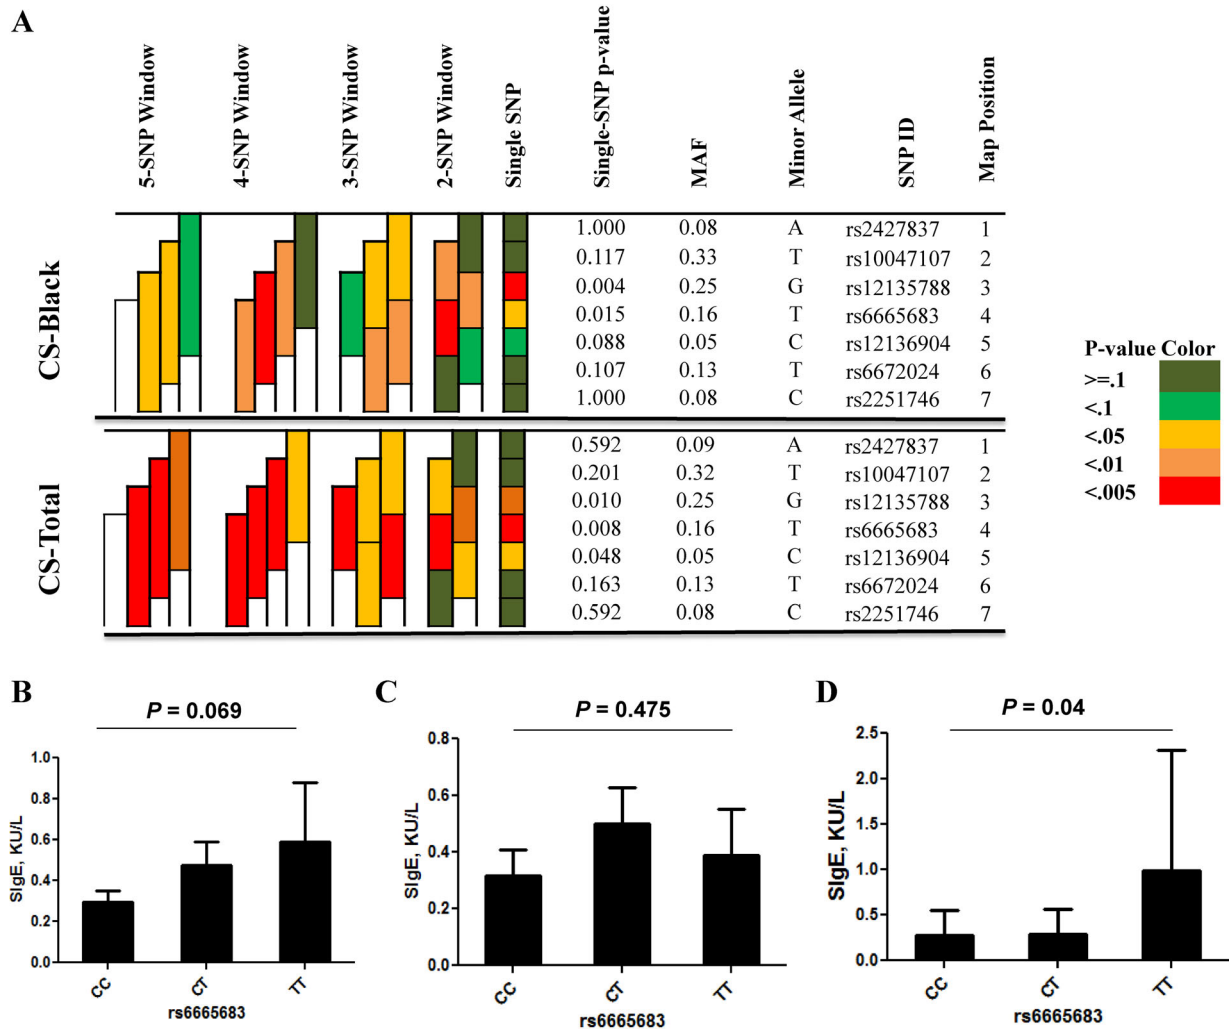 A
5-SNP Window
4-SNP Window
3-SNP Window
2-SNP Window
Single SNP
Single-SNP p-value
MAF
Minor Allele
SNP ID
Map Position
CS-Black
1.000 0.08 A rs2427837 1
0.117 0.33 T rs10047107 2
0.004 0.25 G rs12135788 3
0.015 0.16 T rs6665683 4
0.088 0.05 C rs12136904 5
0.107 0.13 T rs6672024 6
1.000 0.08 C rs2251746 7
P-value Color
>=.1
<.1
<.05
<.01
<.005
CS-Total
0.592 0.09 A rs2427837 1
0.201 0.32 T rs10047107 2
0.010 0.25 G rs12135788 3
0.008 0.16 T rs6665683 4
0.048 0.05 C rs12136904 5
0.163 0.13 T rs6672024 6
0.592 0.08 C rs2251746 7
B
P = 0.069
1.0
0.8
0.6
0.4
0.2
0.0
SIgE, KU/L
CC CT TT
rs6665683
C
P = 0.475
0.8
0.6
0.4
0.2
0.0
SIgE, KU/L
CC CT TT
rs6665683
D
P = 0.04
2.5
2.0
1.5
1.0
0.5
0.0
SIgE, KU/L
CC CT TT
rs6665683